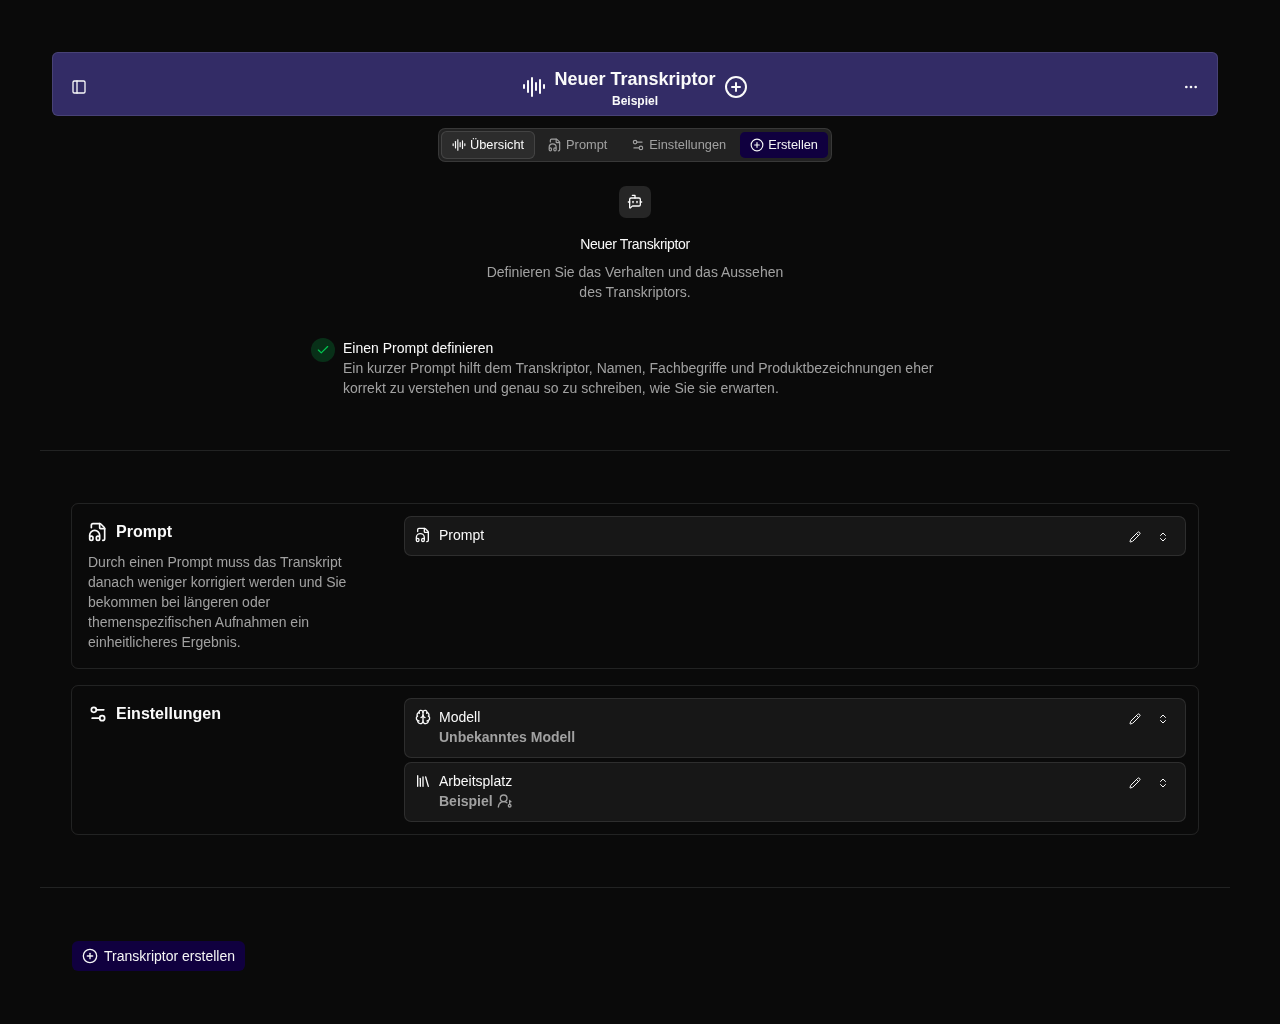 Neuer Transkriptor
Beispiel
Übersicht
Prompt
Einstellungen
Erstellen
Neuer Transkriptor
Definieren Sie das Verhalten und das Aussehen
des Transkriptors.
Einen Prompt definieren
Ein kurzer Prompt hilft dem Transkriptor, Namen, Fachbegriffe und Produktbezeichnungen eher
korrekt zu verstehen und genau so zu schreiben, wie Sie sie erwarten.
Prompt
Durch einen Prompt muss das Transkript
danach weniger korrigiert werden und Sie
bekommen bei längeren oder
themenspezifischen Aufnahmen ein
einheitlicheres Ergebnis.
Prompt
Einstellungen
Modell
Unbekanntes Modell
Arbeitsplatz
Beispiel
Transkriptor erstellen